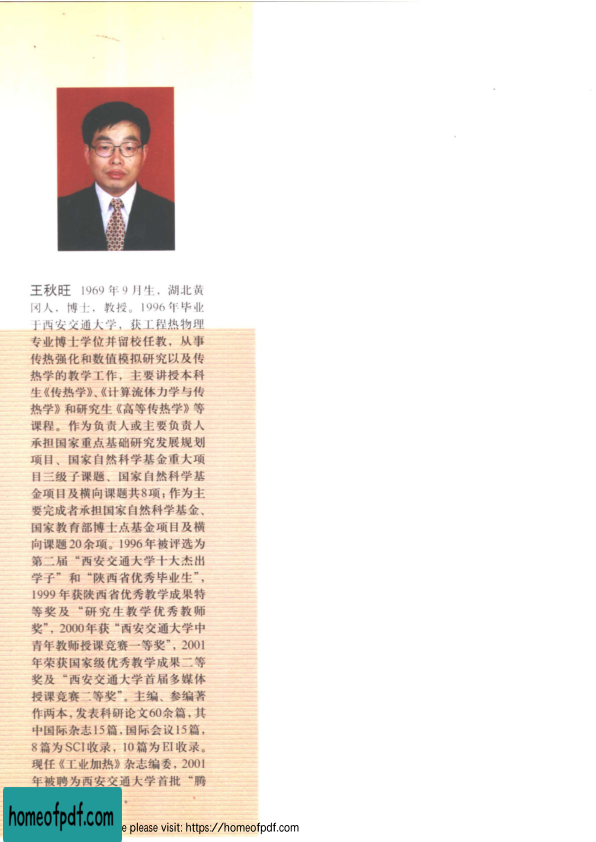 王秋旺 1969年9月生，湖北黄
冈人，博士，教授。1996年毕业
于西安交通大学，获工程热物理
专业博士学位并留校任教，从事
传热强化和数值模拟研究以及传
热学的教学工作，主要讲授本科
生《传热学》、《计算流体力学与传
热学》和研究生《高等传热学》等
课程。作为负责人或主要负责人
承担国家重点基础研究发展规划
项目、国家自然科学基金重大项
目三级子课题、国家自然科学基
金项目及横向课题共8项；作为主
要完成者承担国家自然科学基金、
国家教育部博士点基金项目及横
向课题20余项。1996年被评选为
第二届“西安交通大学十大杰出
学子”和“陕西省优秀毕业生”，
1999年获陕西省优秀教学成果特
等奖及“研究生教学优秀教师
奖”，2000年获“西安交通大学中
青年教师授课竞赛一等奖”，2001
年荣获国家级优秀教学成果二等
奖及“西安交通大学首届多媒体
授课竞赛二等奖”。主编、参编著
作两本，发表科研论文60余篇，其
中国际杂志15篇，国际会议15篇，
8篇为SCI收录，10篇为EI收录。
现任《工业加热》杂志编委，2001
年被聘为西安交通大学首批“腾
homeofpdf.com
e please visit: https://homeofpdf.com